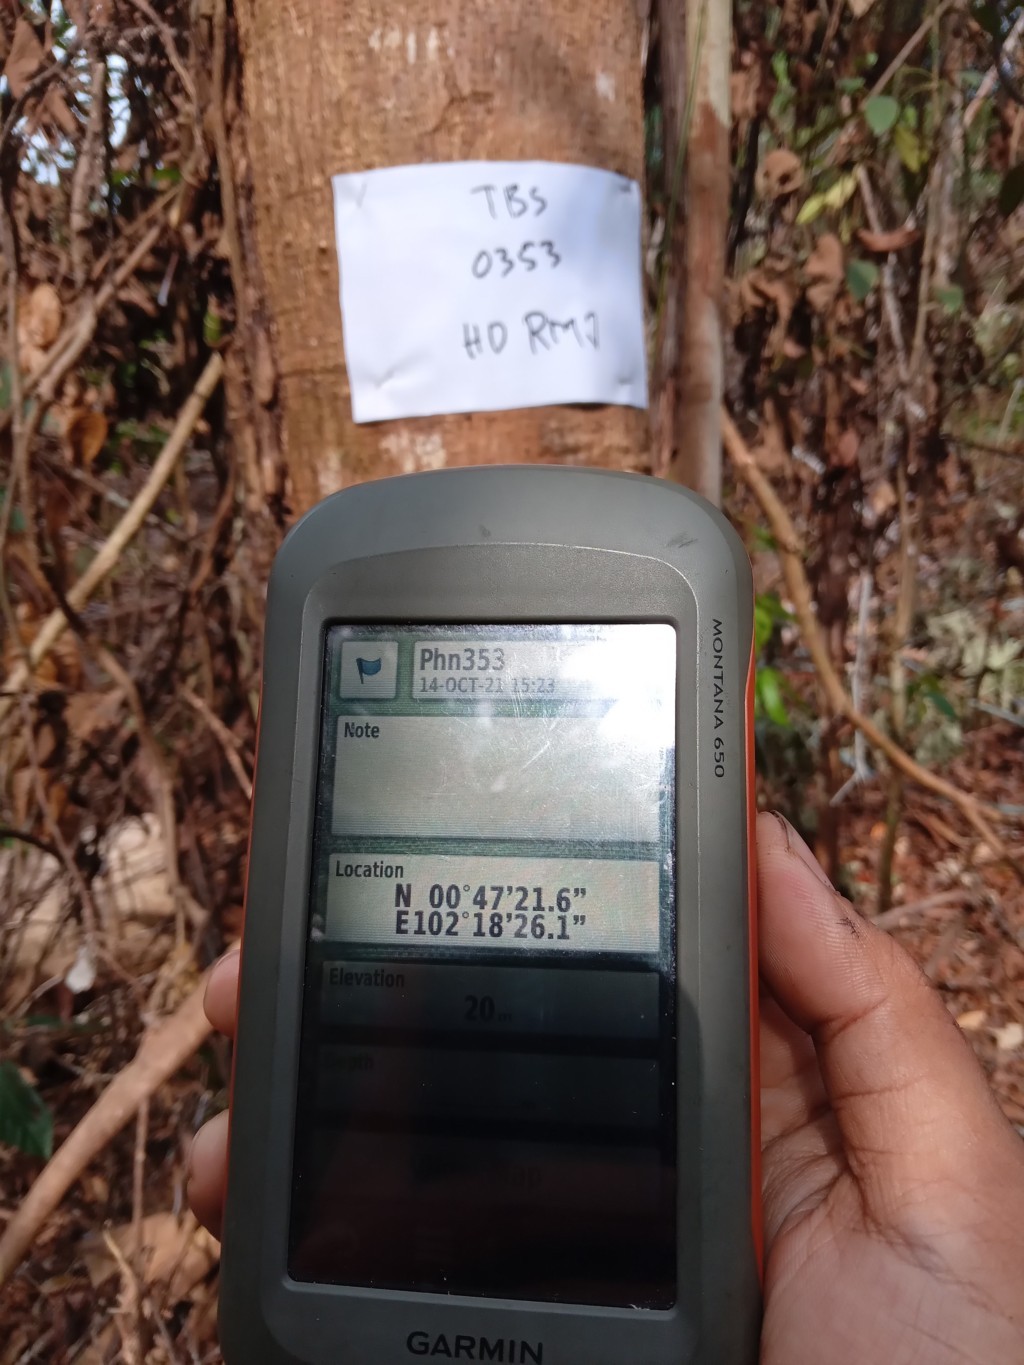 TBS
0353
HD RMJ
MONTANA 650
Phn353
14-OCT-21 15:23
Note
Location
N 00°47'21.6"
E102°18'26.1"
Elevation
20 m
GARMIN